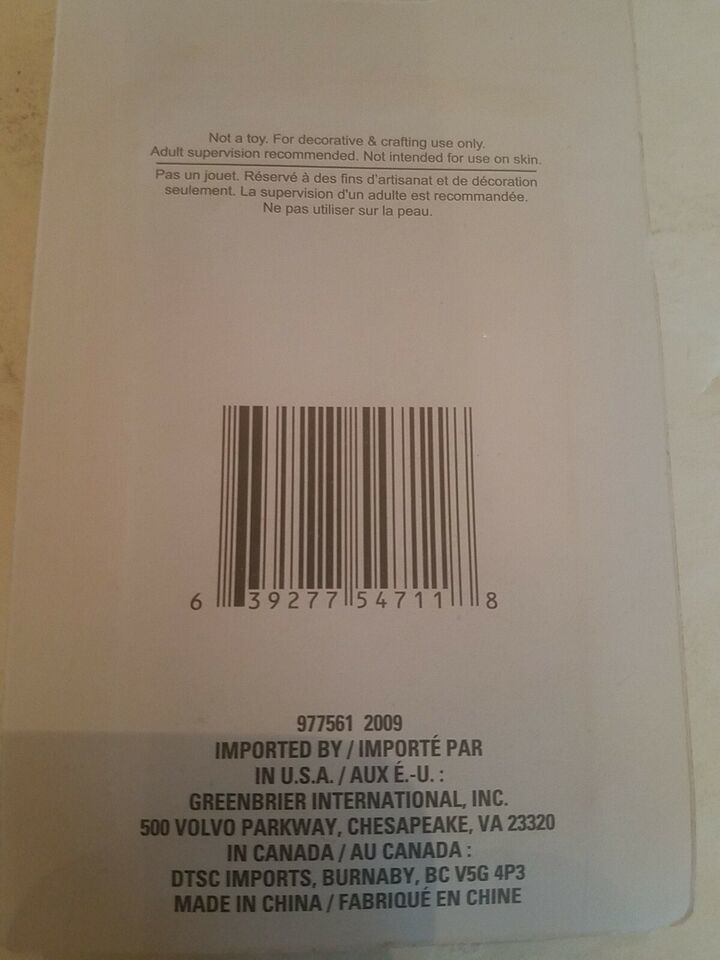 Not a toy. For decorative & crafting use only.
Adult supervision recommended. Not intended for use on skin.
Pas un jouet. Réservé à des fins d'artisanat et de décoration
seulement. La supervision d'un adulte est recommandée.
Ne pas utiliser sur la peau.
6 39277 54711 8
977561 2009
IMPORTED BY / IMPORTÉ PAR
IN U.S.A. / AUX É.-U. :
GREENBRIER INTERNATIONAL, INC.
500 VOLVO PARKWAY, CHESAPEAKE, VA 23320
IN CANADA / AU CANADA :
DTSC IMPORTS, BURNABY, BC V5G 4P3
MADE IN CHINA / FABRIQUÉ EN CHINE